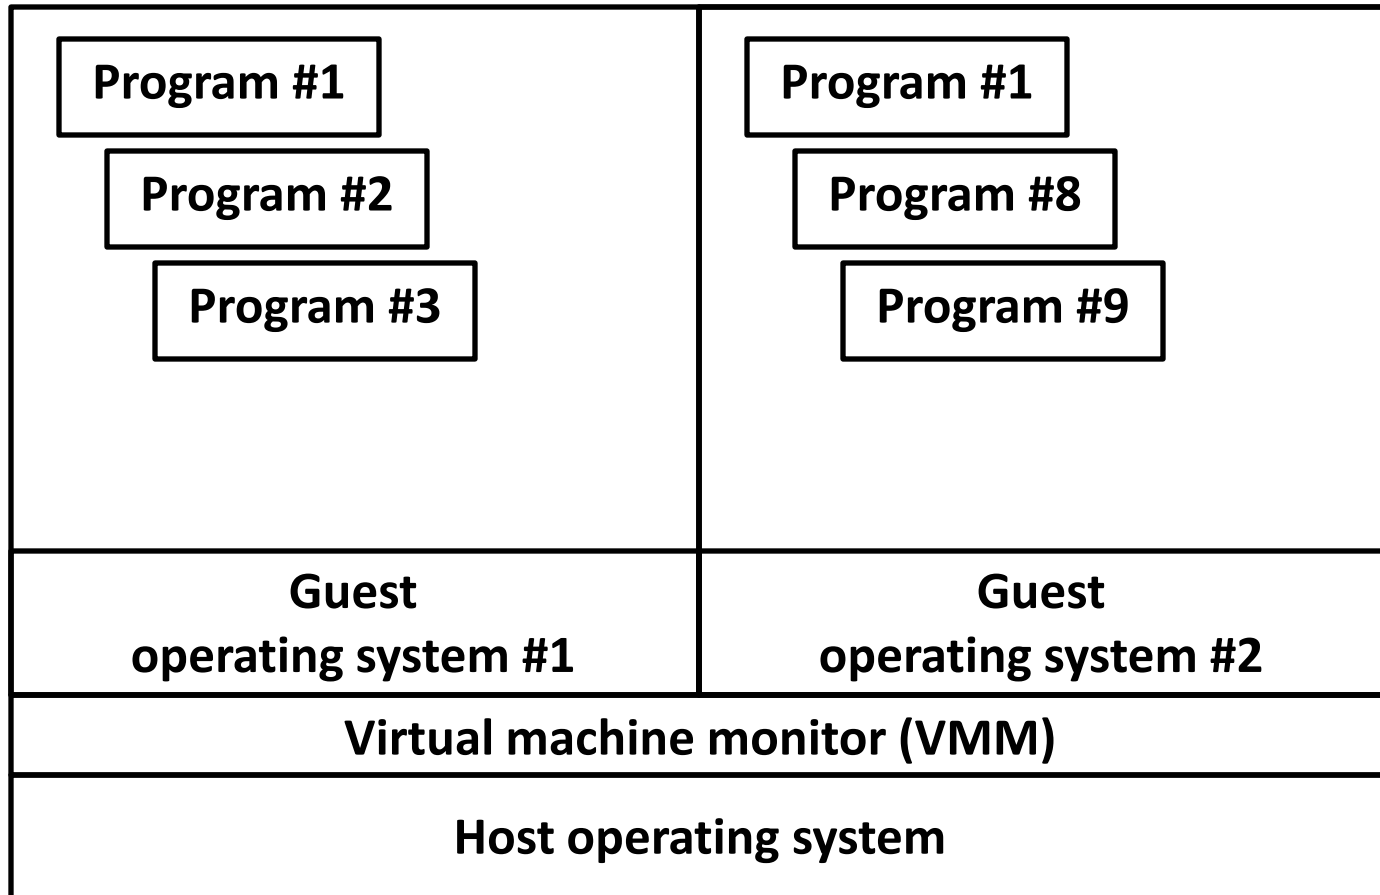 Program #1
Program #2
Program #3
Program #1
Program #8
Program #9
Guest
operating system #1
Guest
operating system #2
Virtual machine monitor (VMM)
Host operating system